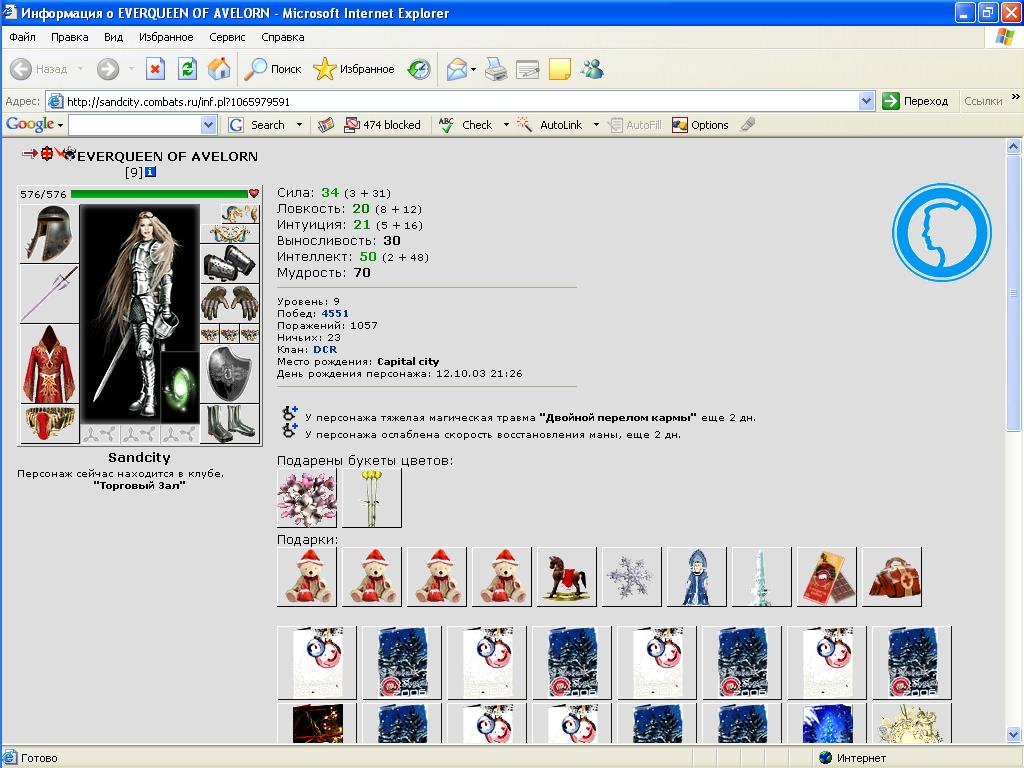 Информация о EVERQUEEN OF AVELORN - Microsoft Internet Explorer
Файл Правка Вид Избранное Сервис Справка
Назад Поиск Избранное
Адрес: http://sandcity.combats.ru/inf.pl?1065979591 Переход Ссылки »
Google Search 474 blocked ABC Check AutoLink AutoFill Options
EVERQUEEN OF AVELORN
[9]
576/576
Сила: 34 (3 + 31)
Ловкость: 20 (8 + 12)
Интуиция: 21 (5 + 16)
Выносливость: 30
Интеллект: 50 (2 + 48)
Мудрость: 70
Уровень: 9
Побед: 4551
Поражений: 1057
Ничьих: 23
Клан: DCR
Место рождения: Capital city
День рождения персонажа: 12.10.03 21:26
У персонажа тяжелая магическая травма "Двойной перелом кармы" еще 2 дн.
У персонажа ослаблена скорость восстановления маны, еще 2 дн.
Sandcity
Персонаж сейчас находится в клубе.
"Торговый Зал"
Подарены букеты цветов:
Подарки:
Готово Интернет